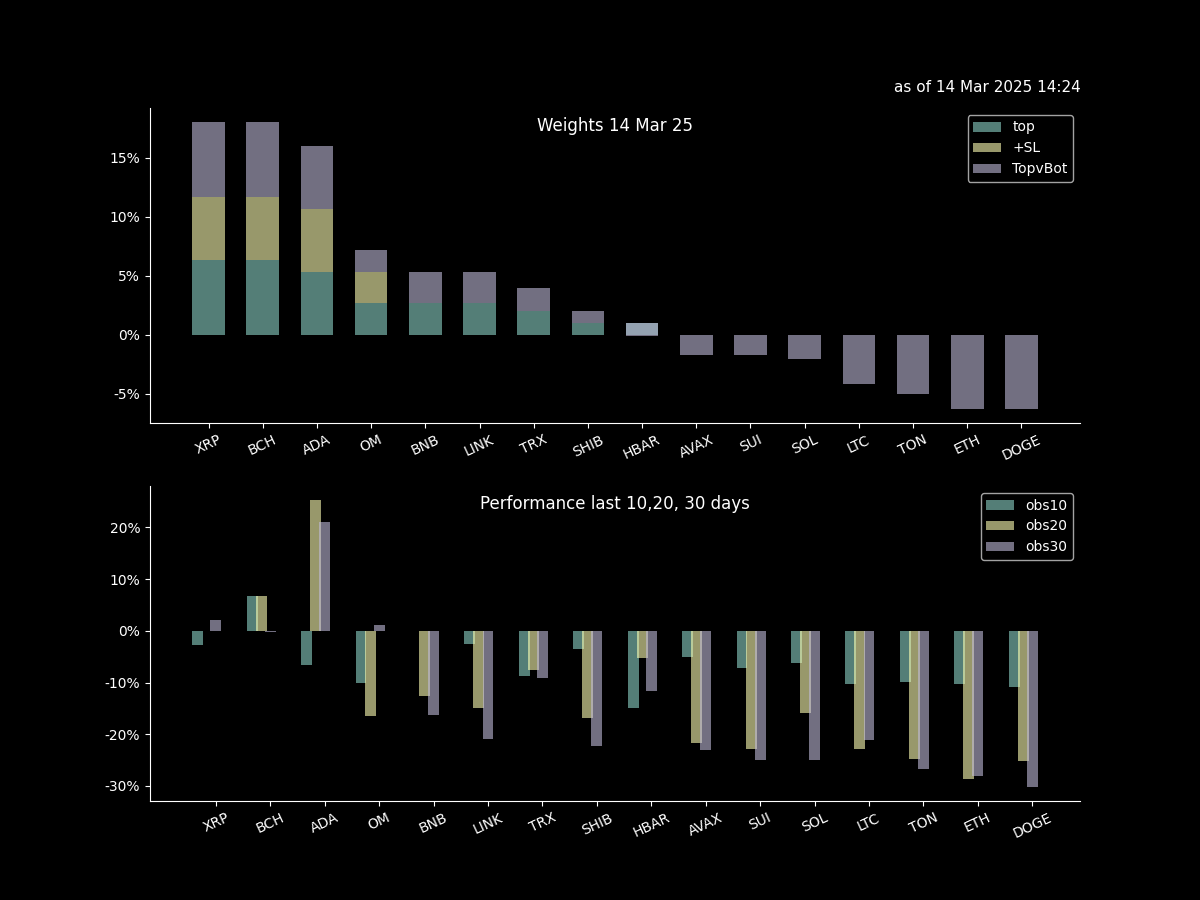 as of 14 Mar 2025 14:24
Weights 14 Mar 25
top
+SL
TopvBot
15%
10%
5%
0%
-5%
XRP BCH ADA OM BNB LINK TRX SHIB HBAR AVAX SUI SOL LTC TON ETH DOGE
Performance last 10,20, 30 days
obs10
obs20
obs30
20%
10%
0%
-10%
-20%
-30%
XRP BCH ADA OM BNB LINK TRX SHIB HBAR AVAX SUI SOL LTC TON ETH DOGE